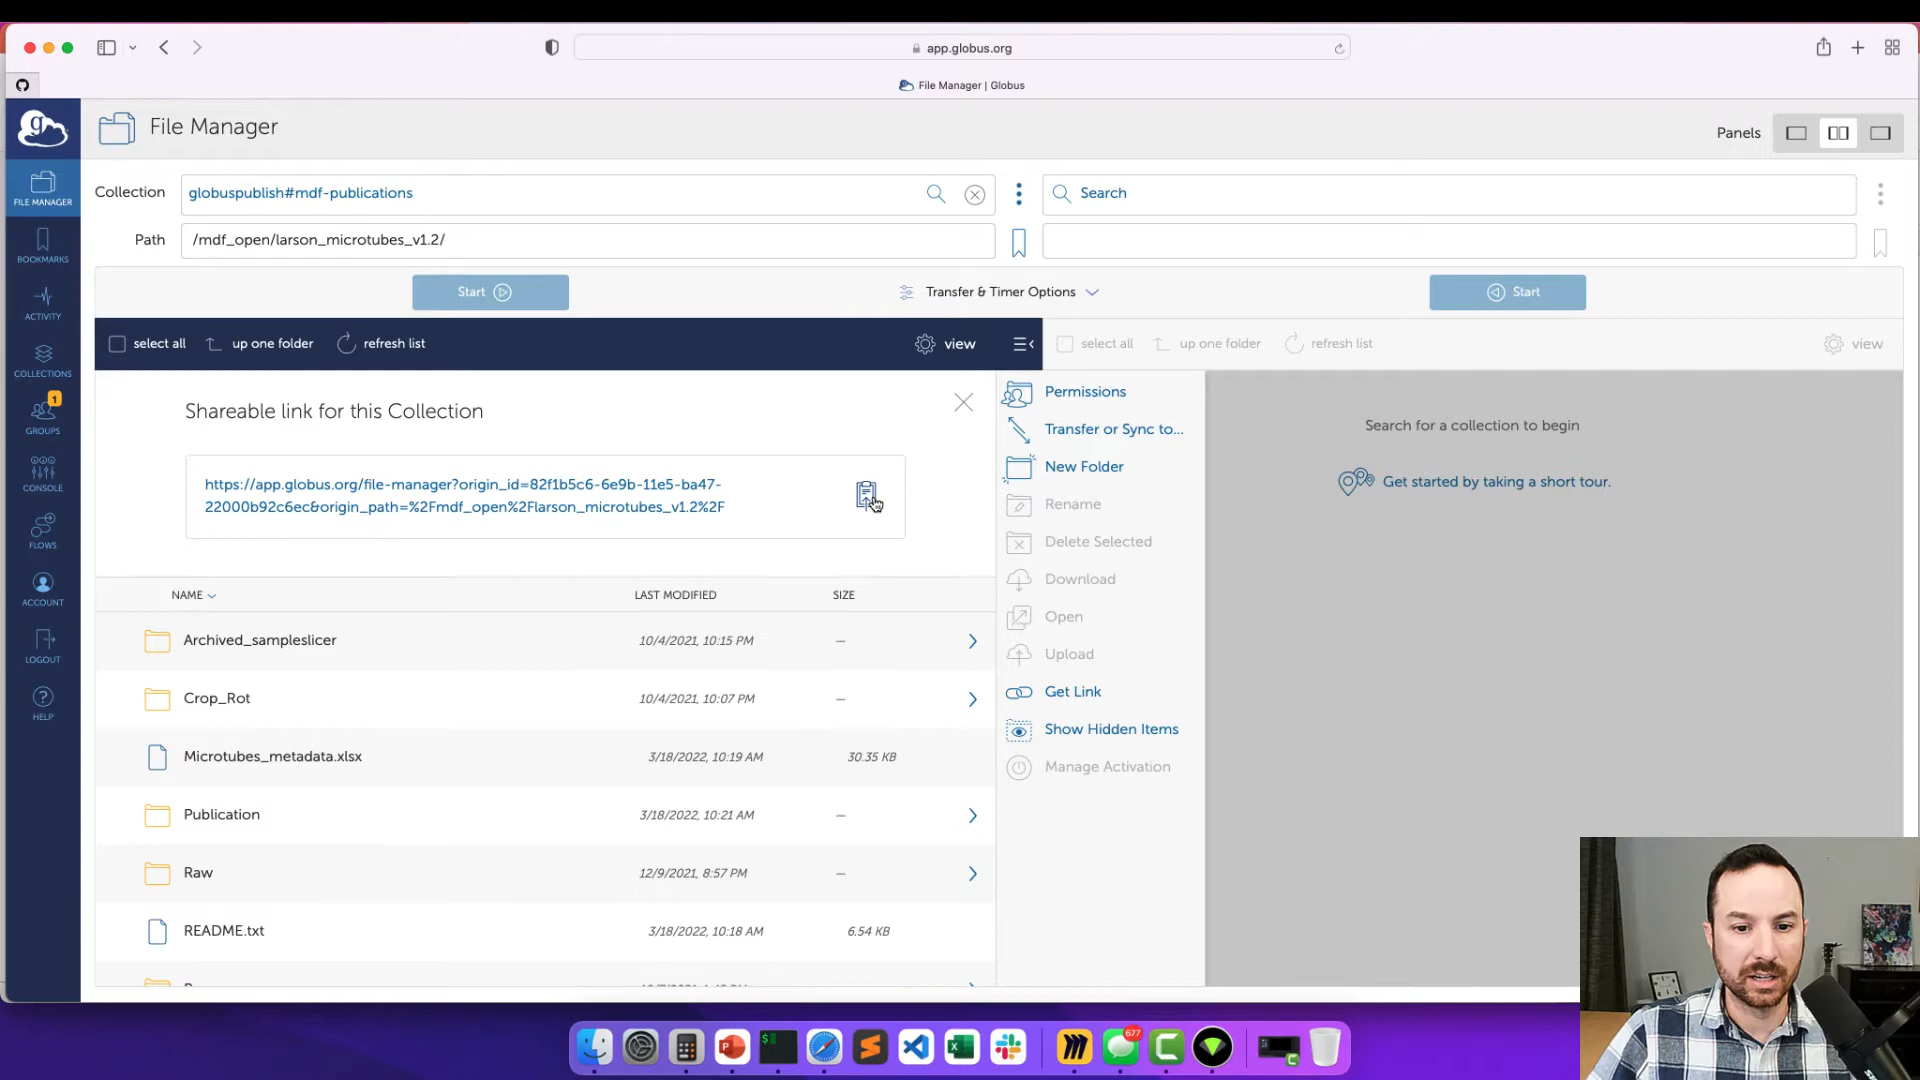 app.globus.org
File Manager | Globus
File Manager
Panels
FILE MANAGER
BOOKMARKS
ACTIVITY
COLLECTIONS
1
GROUPS
CONSOLE
FLOWS
ACCOUNT
LOGOUT
? HELP
Collection globuspublish#mdf-publications
Search
Path /mdf_open/larson_microtubes_v1.2/
Start
Transfer & Timer Options
Start
select all up one folder refresh list view
select all up one folder refresh list view
Shareable link for this Collection
https://app.globus.org/file-manager?origin_id=82f1b5c6-6e9b-11e5-ba47-
22000b92c6ec&origin_path=%2Fmdf_open%2Flarson_microtubes_v1.2%2F
NAME LAST MODIFIED SIZE
Archived_sampleslicer 10/4/2021, 10:15 PM —
Crop_Rot 10/4/2021, 10:07 PM —
Microtubes_metadata.xlsx 3/18/2022, 10:19 AM 30.35 KB
Publication 3/18/2022, 10:21 AM —
Raw 12/9/2021, 8:57 PM —
README.txt 3/18/2022, 10:18 AM 6.54 KB
Permissions
Transfer or Sync to...
New Folder
Rename
Delete Selected
Download
Open
Upload
Get Link
Show Hidden Items
Manage Activation
Search for a collection to begin
Get started by taking a short tour.
677